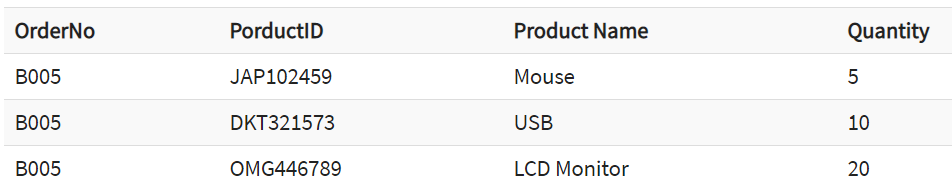 OrderNo PorductID Product Name Quantity
B005 JAP102459 Mouse 5
B005 DKT321573 USB 10
B005 OMG446789 LCD Monitor 20